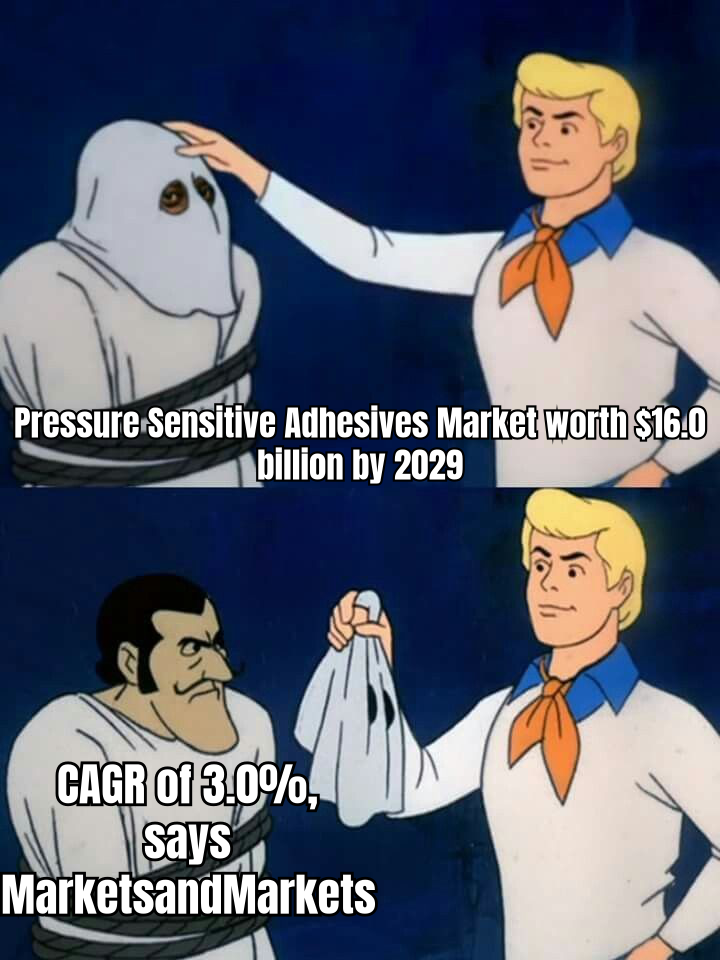 Pressure Sensitive Adhesives Market worth $16.0
billion by 2029
CAGR of 3.0%,
says
MarketsandMarkets